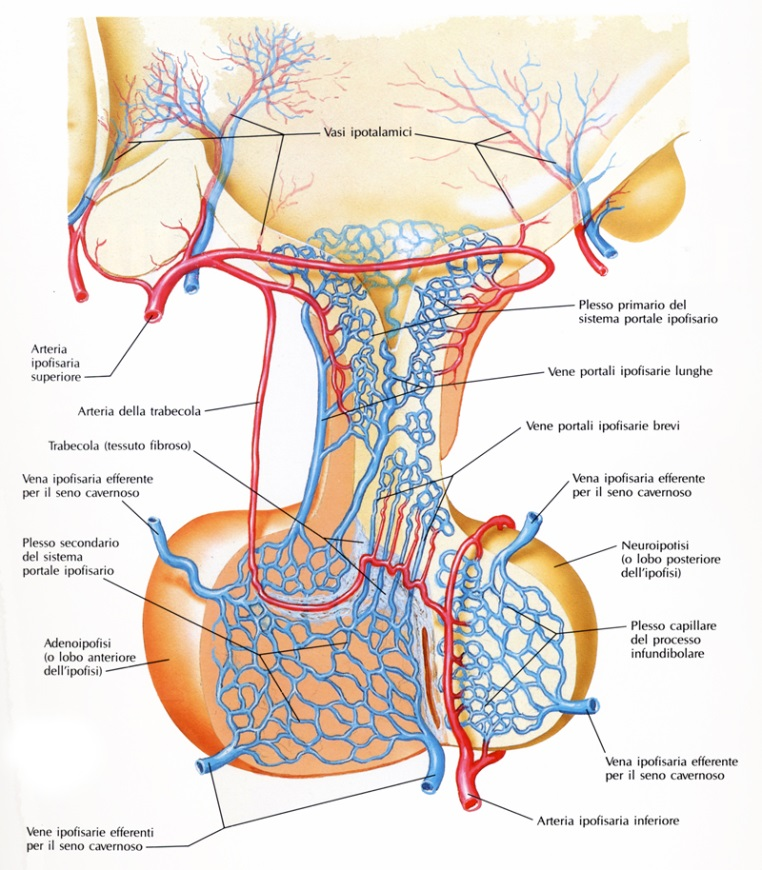 Vasi ipotalamici
Plesso primario del
sistema portale ipofisario
Arteria
ipofisaria
superiore
Vene portali ipofisarie lunghe
Arteria della trabecola
Vene portali ipofisarie brevi
Trabecola (tessuto fibroso)
Vena ipofisaria efferente
per il seno cavernoso
Vena ipofisaria efferente
per il seno cavernoso
Plesso secondario
del sistema
portale ipofisario
Neuroipotisi
(o lobo posteriore
dell'ipofisi)
Plesso capillare
del processo
infundibolare
Adenoipofisi
(o lobo anteriore
dell'ipofisi)
Vena ipofisaria efferente
per il seno cavernoso
Arteria ipofisaria inferiore
Vene ipofisarie efferenti
per il seno cavernoso